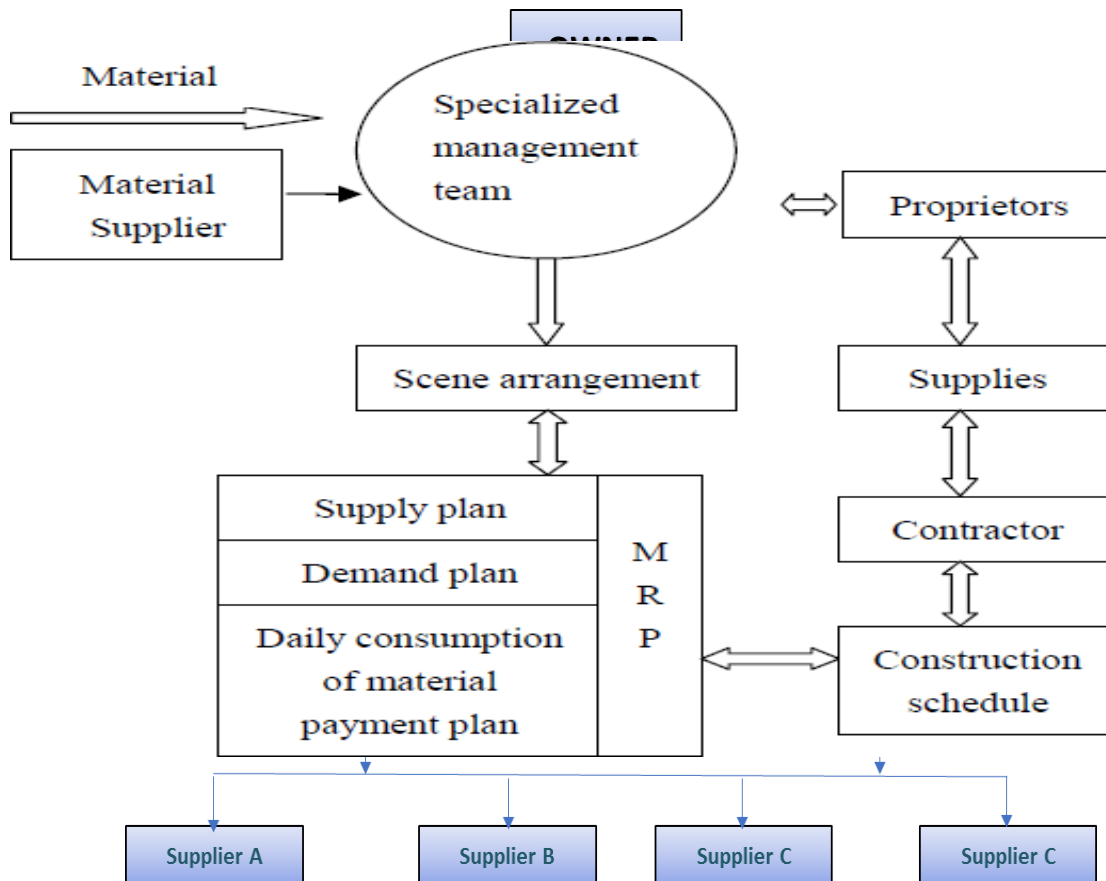 OWNER
Material
Specialized
management
team
Material
Supplier
Proprietors
Scene arrangement
Supplies
Supply plan
Demand plan
Daily consumption
of material
payment plan
M
R
P
Contractor
Construction
schedule
Supplier A
Supplier B
Supplier C
Supplier C